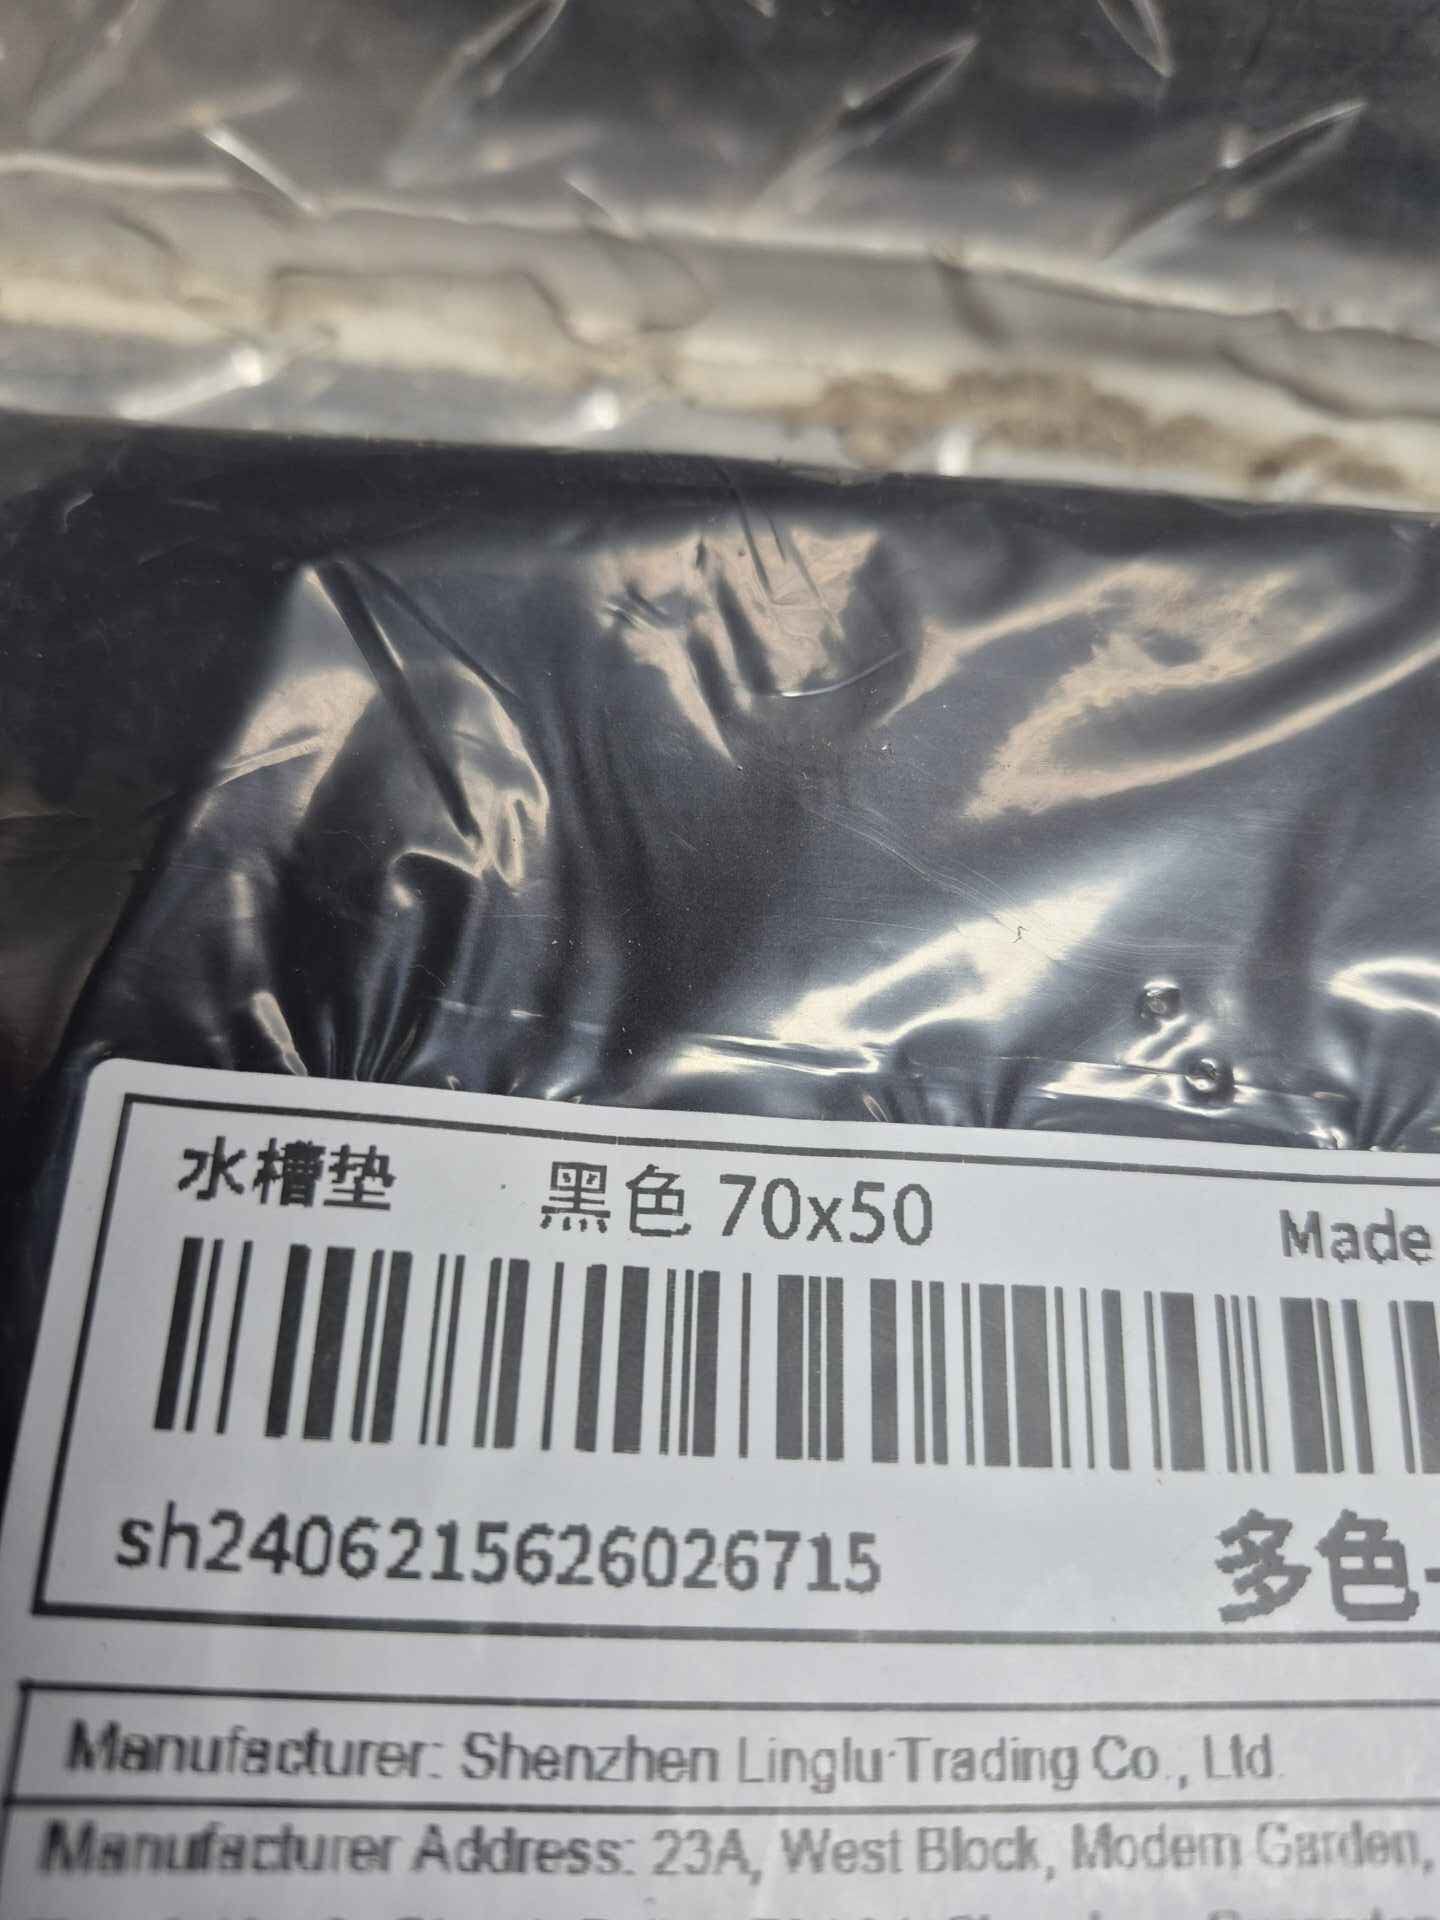 水槽垫 黑色 70x50
Made
sh2406215626026715
多色
Manufacturer: Shenzhen Linglu Trading Co., Ltd.
Manufacturer Address: 23A, West Block, Modern Garden,